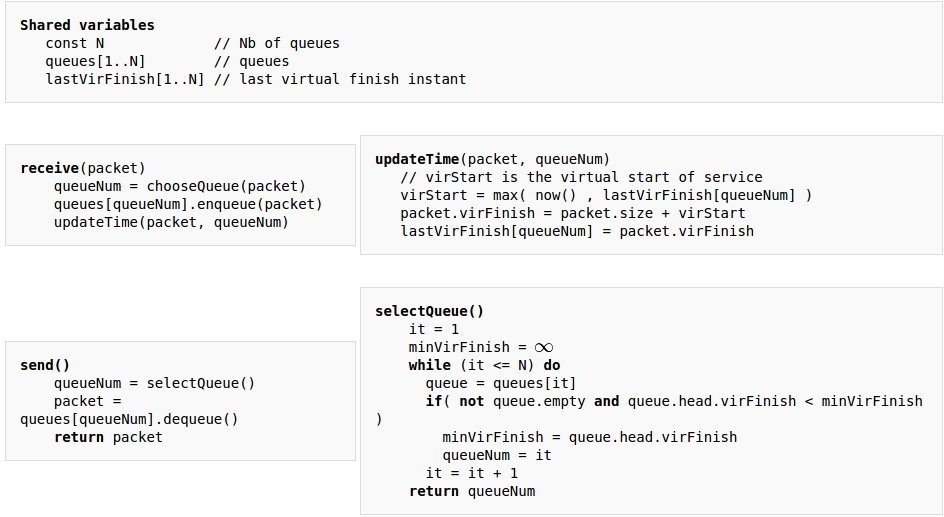 Shared variables
const N // Nb of queues
queues[1..N] // queues
lastVirFinish[1..N] // last virtual finish instant
receive(packet)
queueNum = chooseQueue(packet)
queues[queueNum].enqueue(packet)
updateTime(packet, queueNum)
updateTime(packet, queueNum)
// virStart is the virtual start of service
virStart = max( now() , lastVirFinish[queueNum] )
packet.virFinish = packet.size + virStart
lastVirFinish[queueNum] = packet.virFinish
send()
queueNum = selectQueue()
packet =
queues[queueNum].dequeue()
return packet
selectQueue()
it = 1
minVirFinish = ∞
while (it <= N) do
queue = queues[it]
if( not queue.empty and queue.head.virFinish < minVirFinish
)
minVirFinish = queue.head.virFinish
queueNum = it
it = it + 1
return queueNum